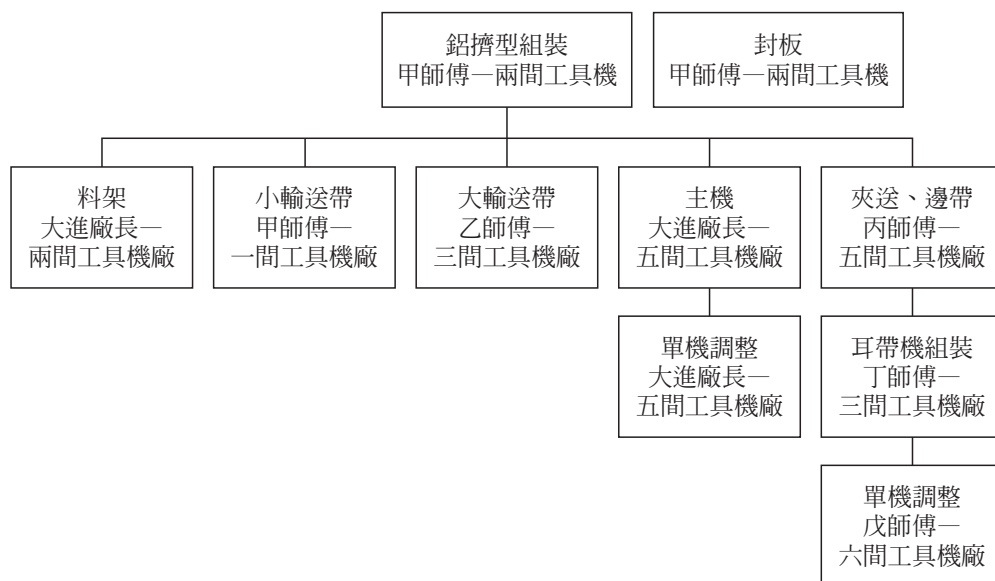 鋁擠型組裝
甲師傅—兩間工具機
封板
甲師傅—兩間工具機
料架
大進廠長—
兩間工具機廠
小輸送帶
甲師傅—
一間工具機廠
大輸送帶
乙師傅—
三間工具機廠
主機
大進廠長—
五間工具機廠
夾送、邊帶
丙師傅—
五間工具機廠
單機調整
大進廠長—
五間工具機廠
耳帶機組裝
丁師傅—
三間工具機廠
單機調整
戊師傅—
六間工具機廠